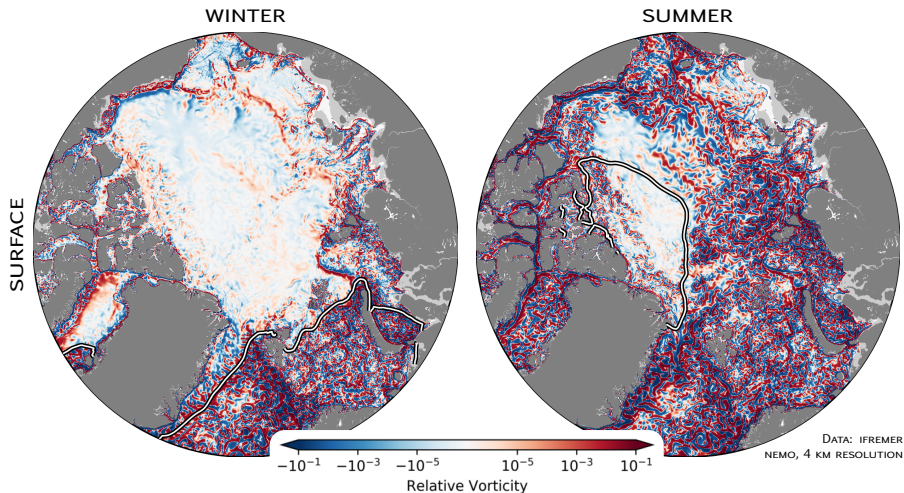 WINTER
SUMMER
SURFACE
−10⁻¹ −10⁻³ −10⁻⁵ 10⁻⁵ 10⁻³ 10⁻¹
Relative Vorticity
DATA: IFREMER
NEMO, 4 KM RESOLUTION